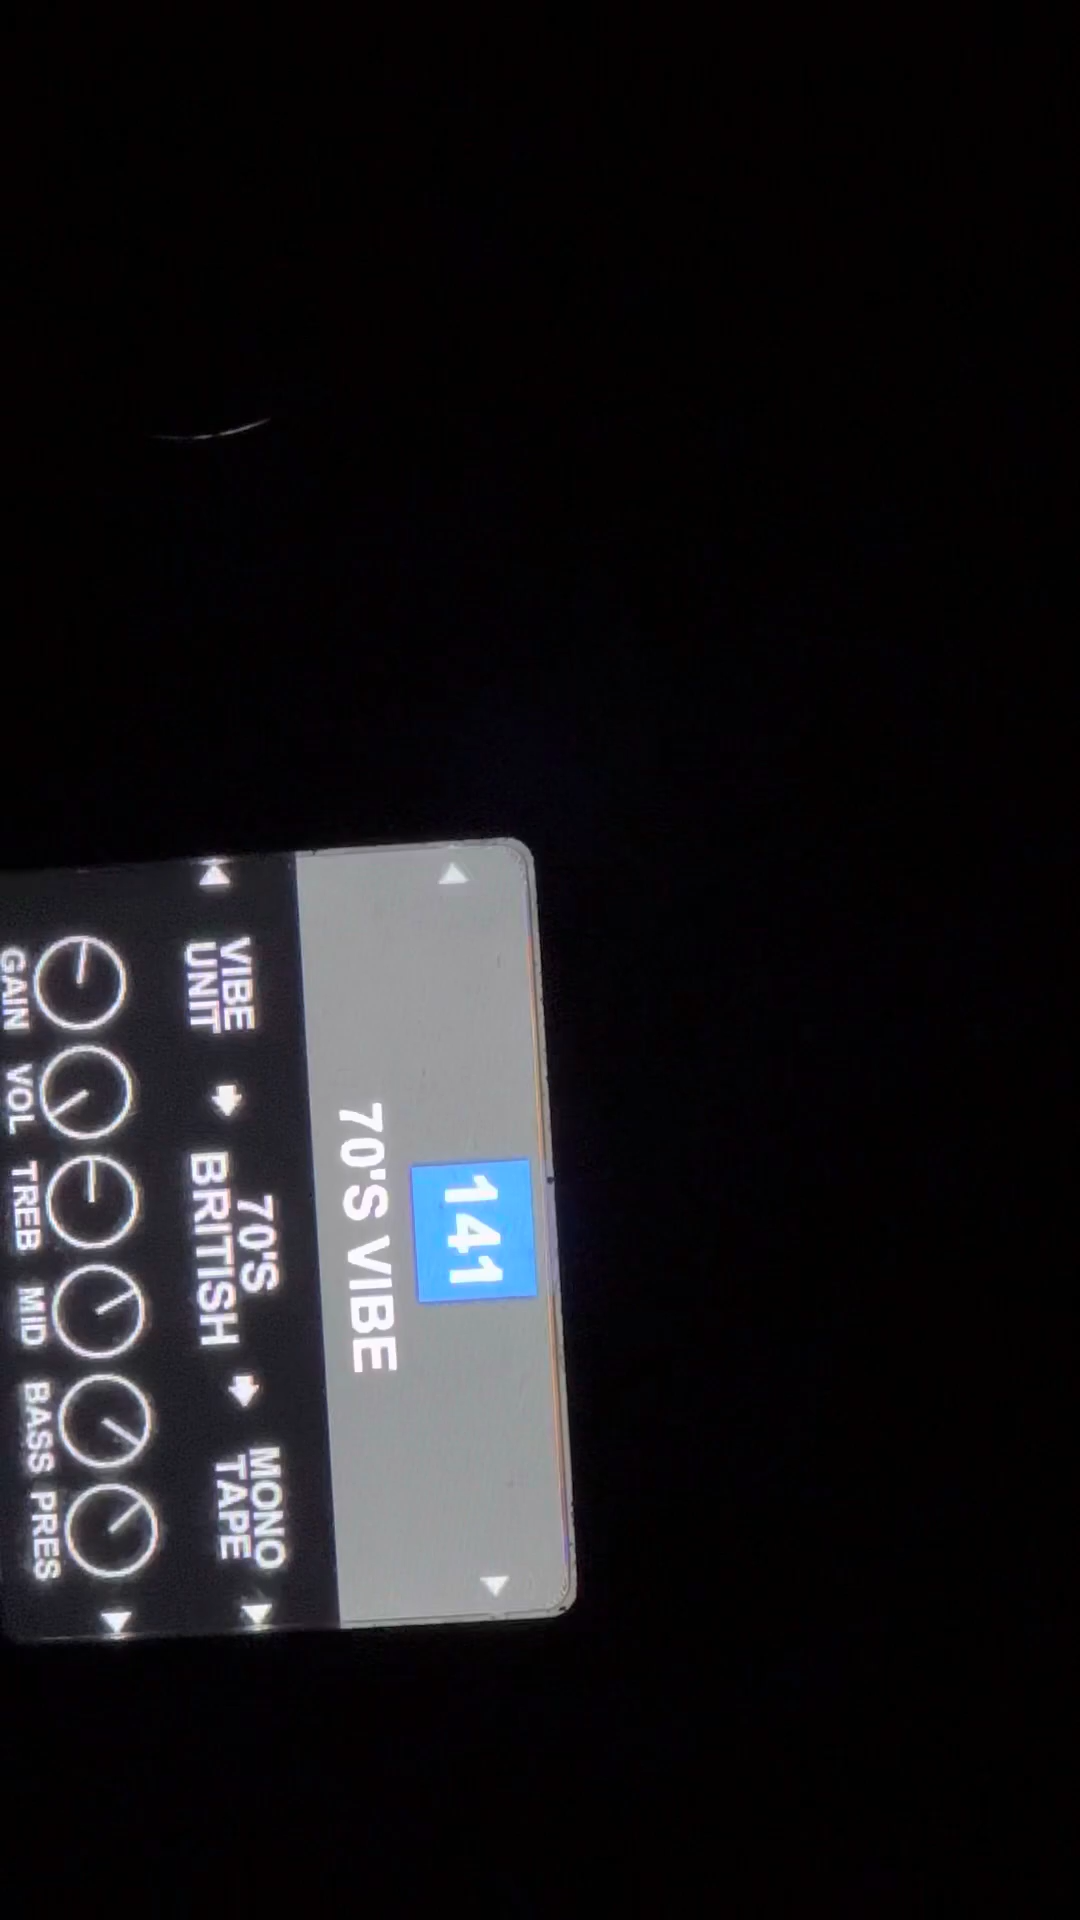 141
70'S VIBE
VIBE UNIT 70'S BRITISH MONO TAPE
GAIN VOL TREB MID BASS PRES